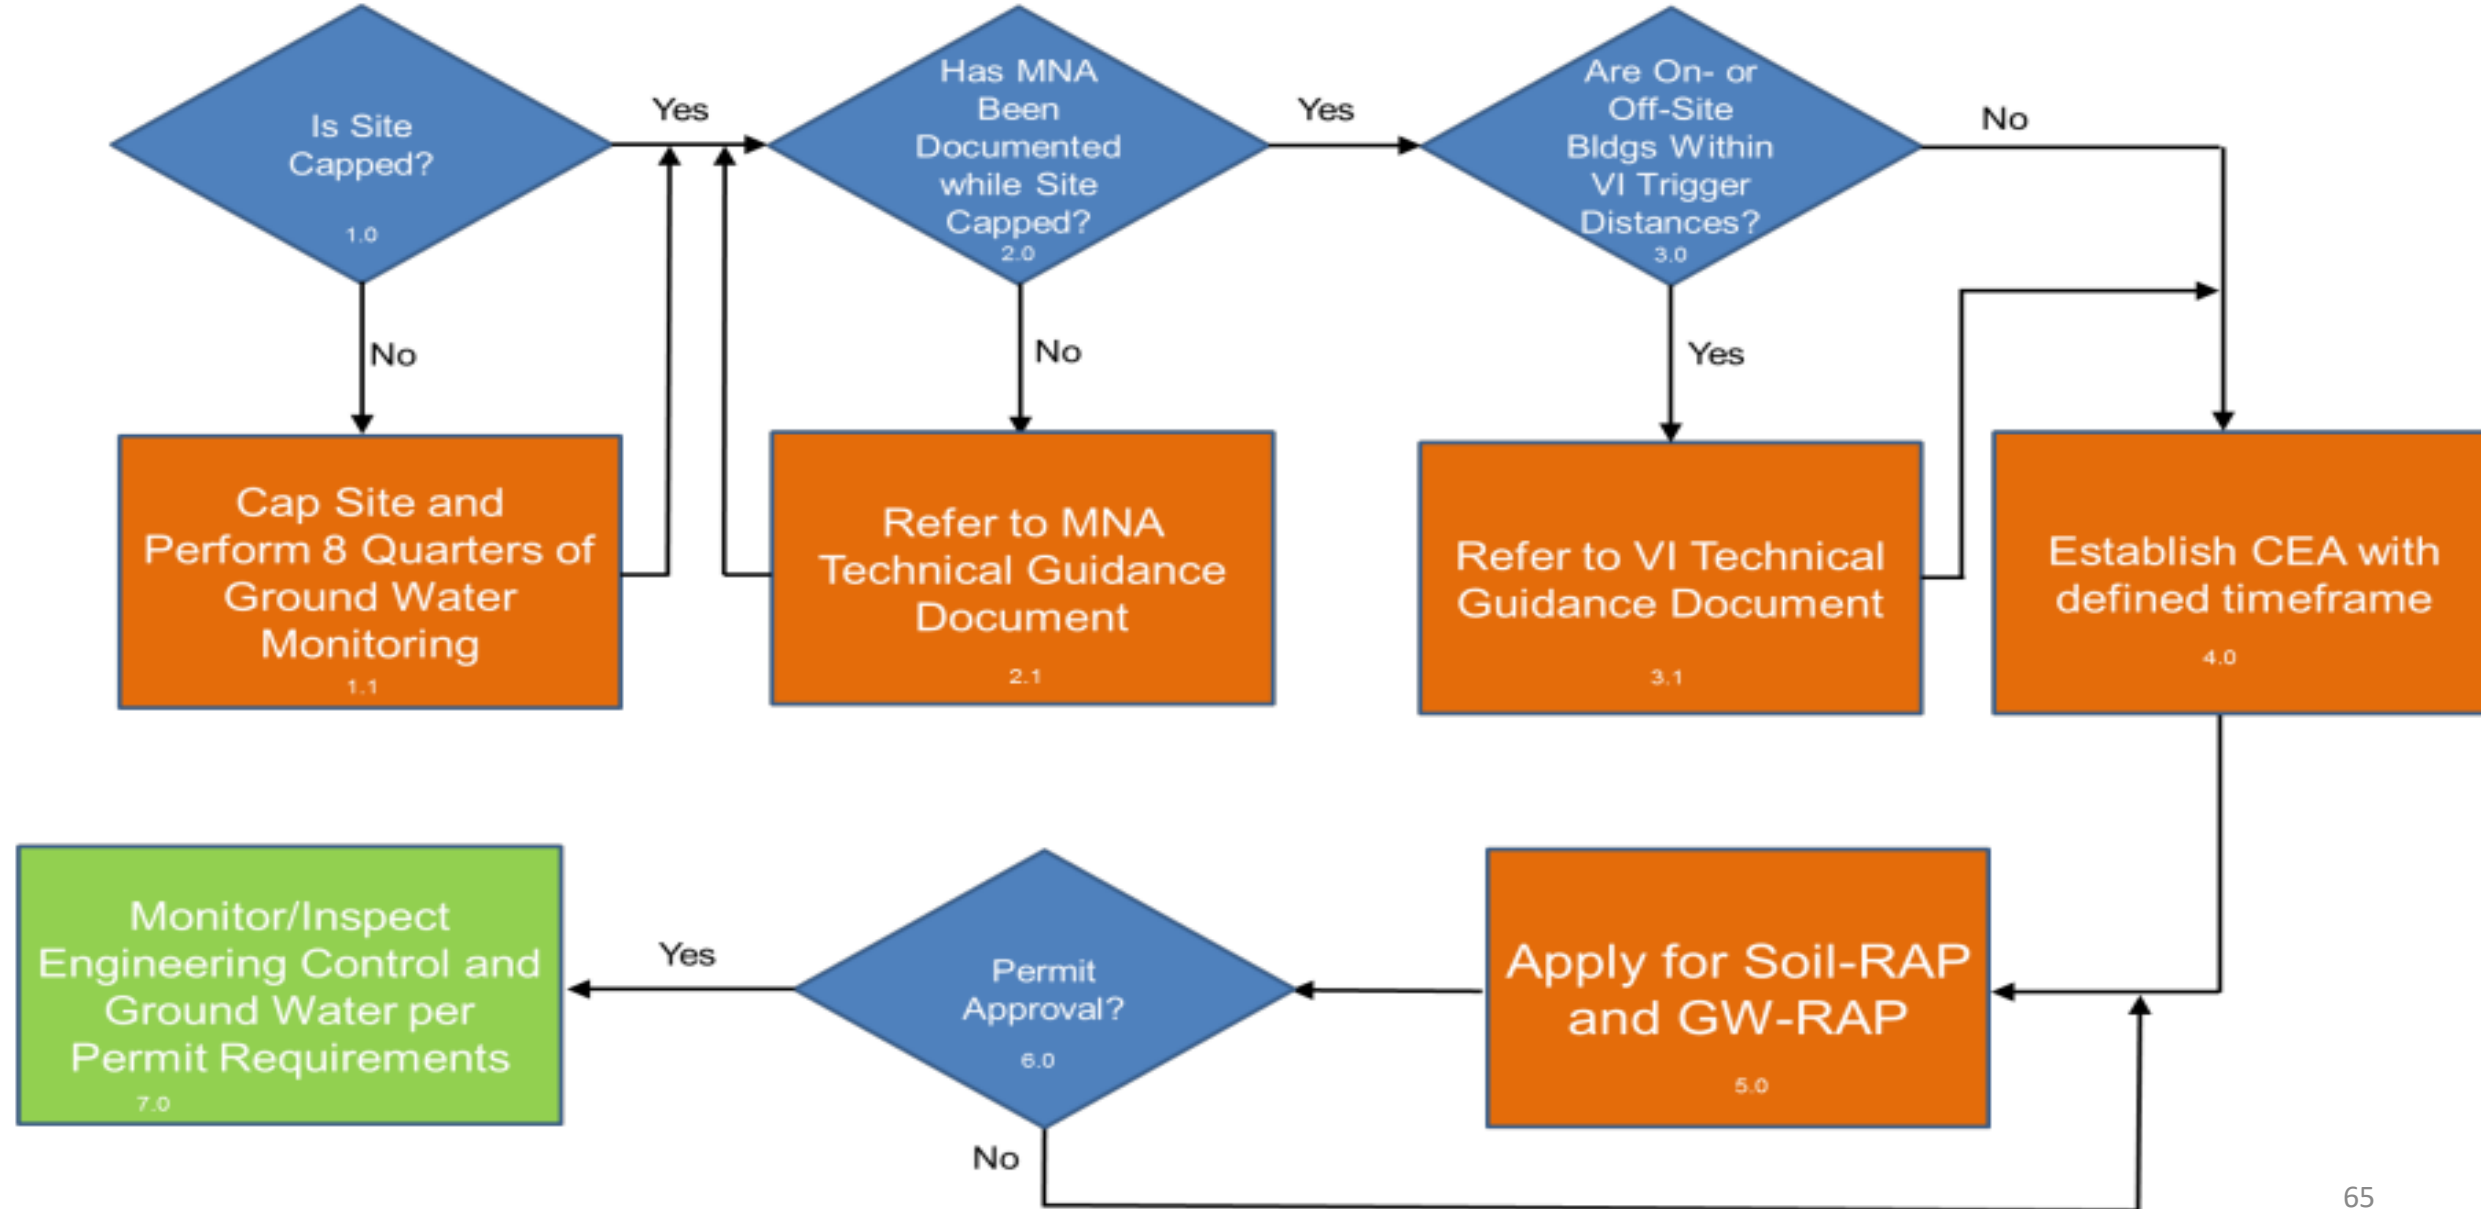 Is Site
Capped?
1.0
Yes
Has MNA
Been
Documented
while Site
Capped?
2.0
Yes
Are On- or
Off-Site
Bldgs Within
VI Trigger
Distances?
3.0
No
No
No
Yes
Cap Site and
Perform 8 Quarters of
Ground Water
Monitoring
1.1
Refer to MNA
Technical Guidance
Document
2.1
Refer to VI Technical
Guidance Document
3.1
Establish CEA with
defined timeframe
4.0
Monitor/Inspect
Engineering Control and
Ground Water per
Permit Requirements
7.0
Yes
Permit
Approval?
6.0
Apply for Soil-RAP
and GW-RAP
5.0
No
65